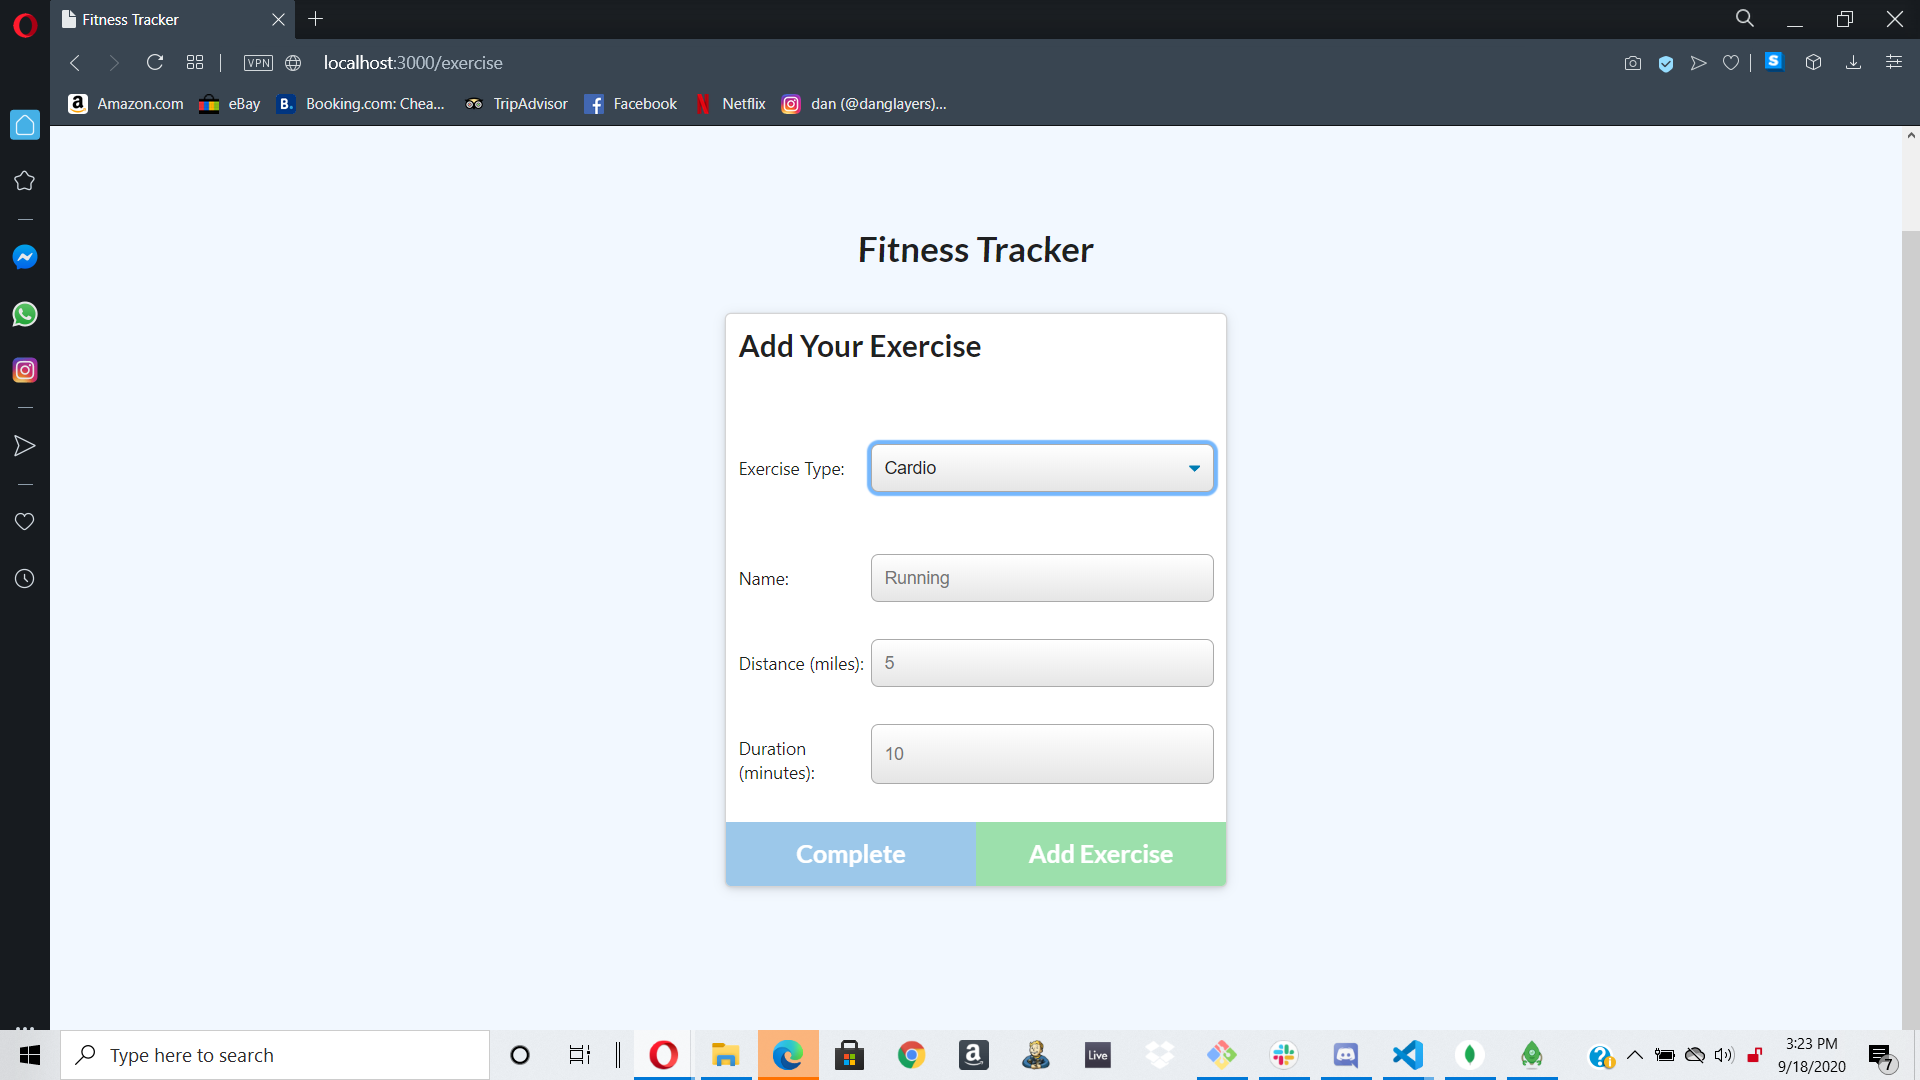 Fitness Tracker
VPN
localhost:3000/exercise
S
Amazon.com
eBay
B. Booking.com: Chea...
TripAdvisor
Facebook
Netflix
dan (@danglayers)...
Fitness Tracker
Add Your Exercise
Exercise Type:
Cardio
Name:
Running
Distance (miles):
5
Duration
(minutes):
10
Complete
Add Exercise
Type here to search
a
Live
3:23 PM
9/18/2020
7